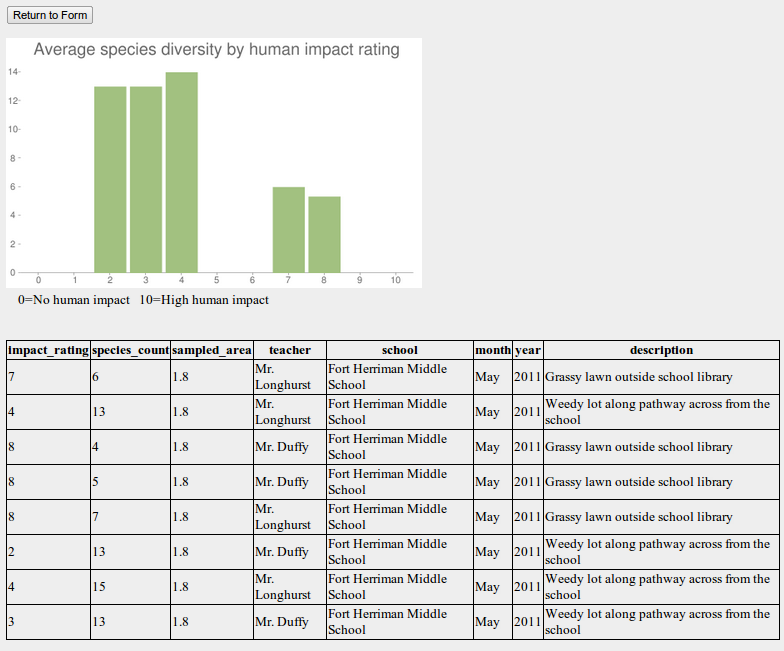 Return to Form
Average species diversity by human impact rating
14
12
10
8
6
4
2
0
0 1 2 3 4 5 6 7 8 9 10
0=No human impact 10=High human impact
impact_rating species_count sampled_area teacher school month year description
7 6 1.8 Mr. Longhurst Fort Herriman Middle School May 2011 Grassy lawn outside school library
4 13 1.8 Mr. Longhurst Fort Herriman Middle School May 2011 Weedy lot along pathway across from the school
8 4 1.8 Mr. Duffy Fort Herriman Middle School May 2011 Grassy lawn outside school library
8 5 1.8 Mr. Duffy Fort Herriman Middle School May 2011 Grassy lawn outside school library
8 7 1.8 Mr. Longhurst Fort Herriman Middle School May 2011 Grassy lawn outside school library
2 13 1.8 Mr. Duffy Fort Herriman Middle School May 2011 Weedy lot along pathway across from the school
4 15 1.8 Mr. Longhurst Fort Herriman Middle School May 2011 Weedy lot along pathway across from the school
3 13 1.8 Mr. Duffy Fort Herriman Middle School May 2011 Weedy lot along pathway across from the school